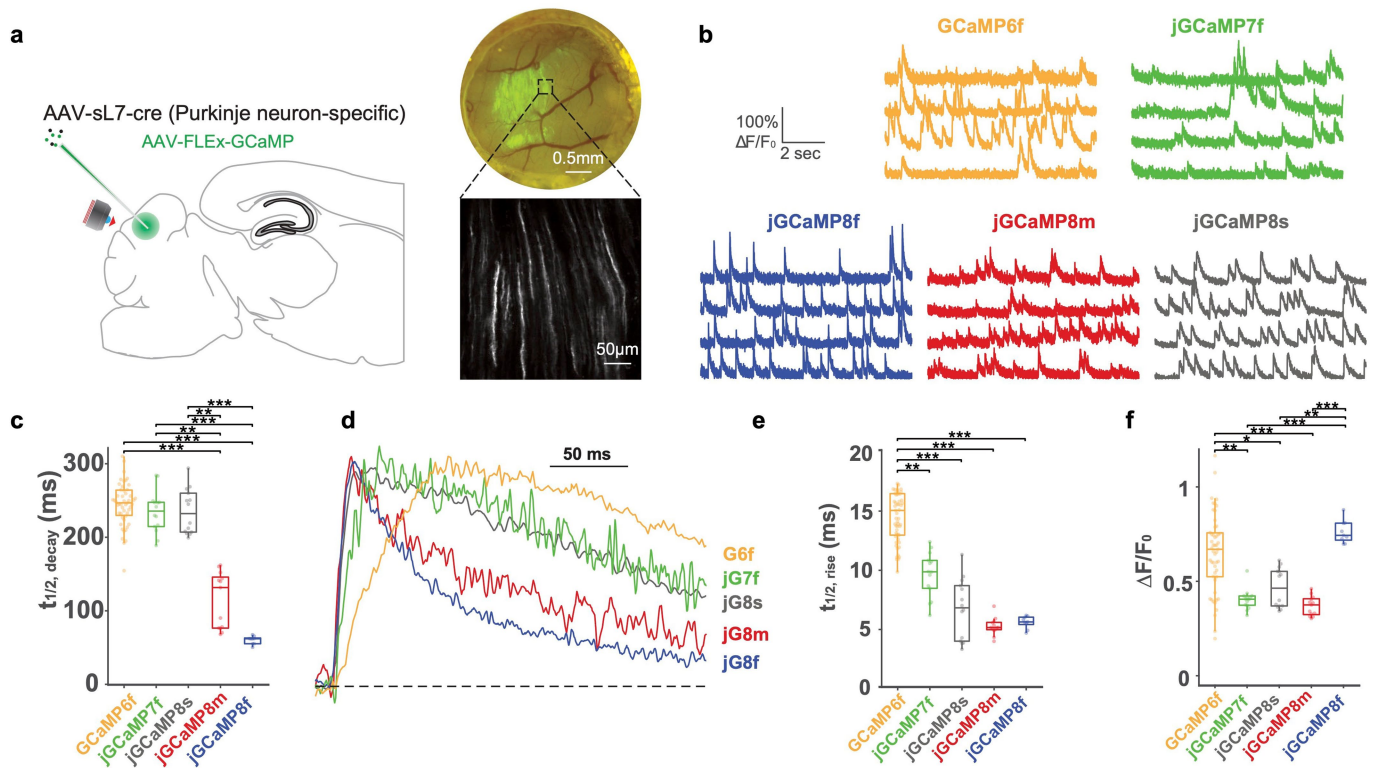 a
AAV-sL7-cre (Purkinje neuron-specific)
AAV-FLEx-GCaMP
0.5mm
50µm
b
GCaMP6f
jGCaMP7f
100%
ΔF/F₀
2 sec
jGCaMP8f
jGCaMP8m
jGCaMP8s
c
***
**
***
**
***
***
t1/2, decay (ms)
300
200
100
0
GCaMP6f
jGCaMP7f
jGCaMP8s
jGCaMP8m
jGCaMP8f
d
50 ms
G6f
jG7f
jG8s
jG8m
jG8f
e
***
***
***
**
t1/2, rise (ms)
20
15
10
5
0
GCaMP6f
jGCaMP7f
jGCaMP8s
jGCaMP8m
jGCaMP8f
f
***
**
***
***
*
**
ΔF/F₀
1
0.5
0
GCaMP6f
jGCaMP7f
jGCaMP8s
jGCaMP8m
jGCaMP8f